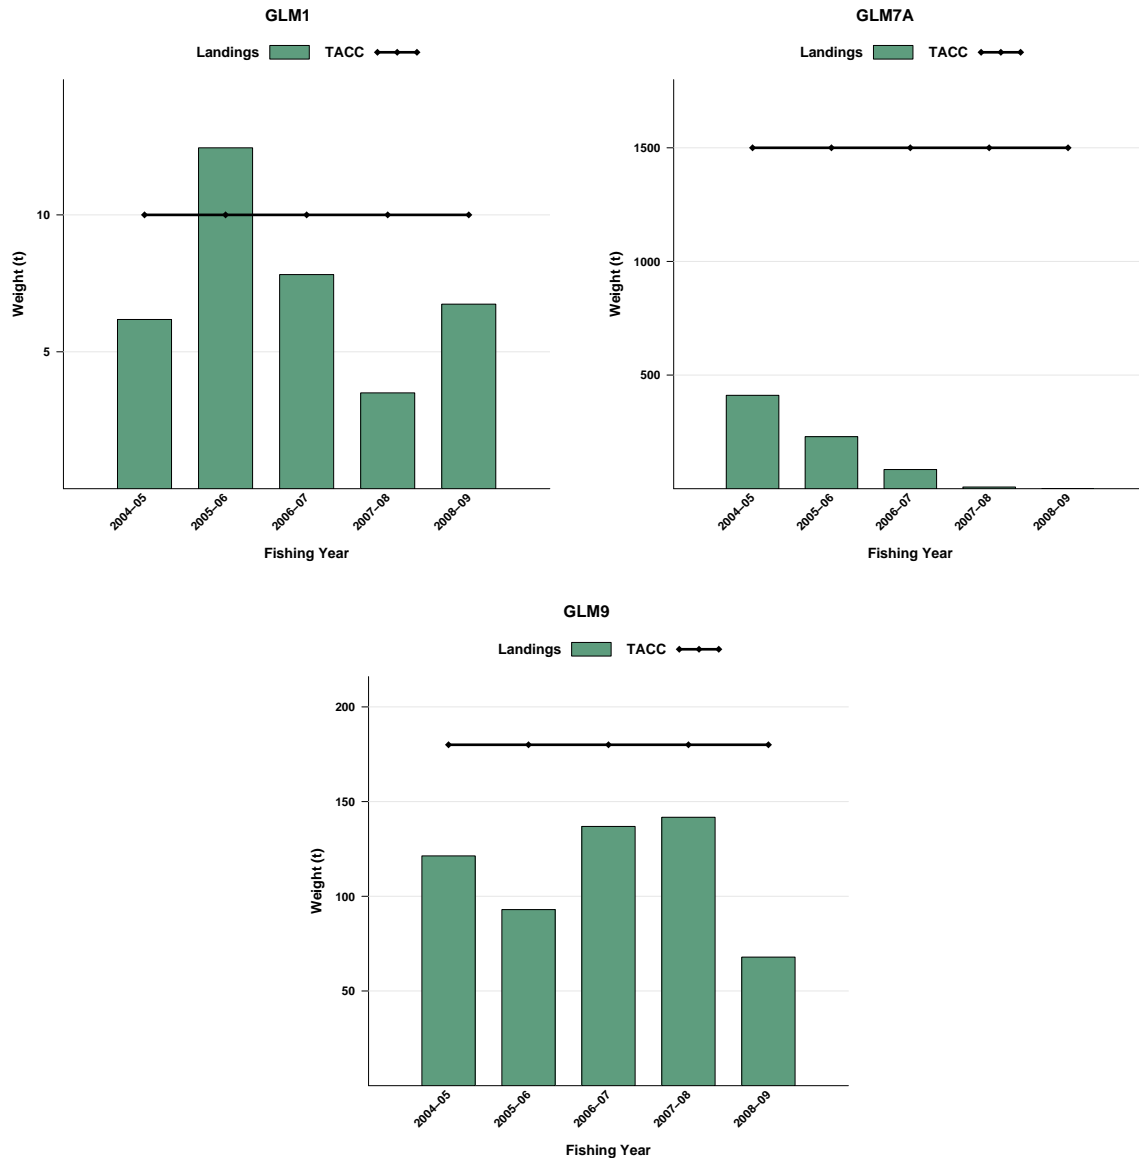 GLM1
Landings TACC
10
5
Weight (t)
2004–05 2005–06 2006–07 2007–08 2008–09
Fishing Year
GLM7A
Landings TACC
1500
1000
500
Weight (t)
2004–05 2005–06 2006–07 2007–08 2008–09
Fishing Year
GLM9
Landings TACC
200
150
100
50
Weight (t)
2004–05 2005–06 2006–07 2007–08 2008–09
Fishing Year